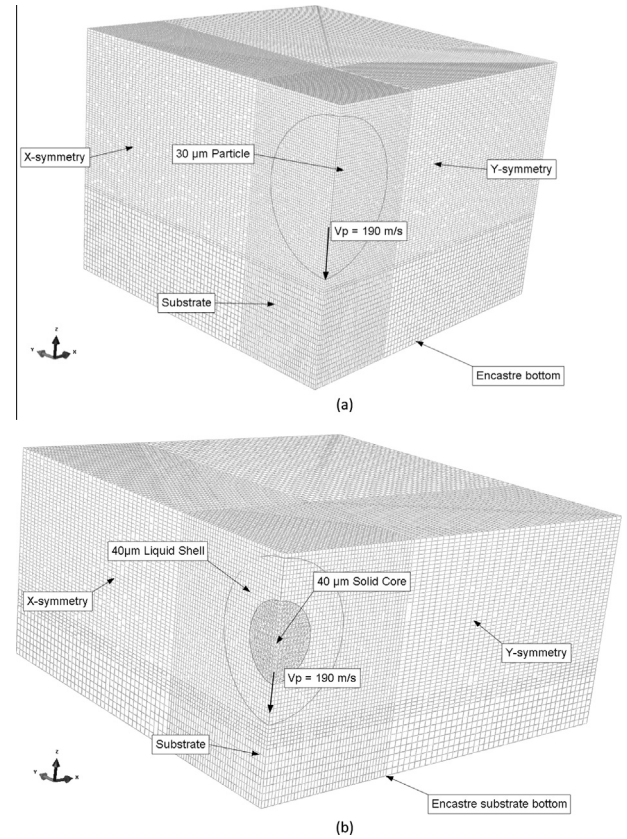 X-symmetry
30 µm Particle
Y-symmetry
Vp = 190 m/s
Substrate
Encastre bottom
Z
Y
X
(a)
40µm Liquid Shell
40 µm Solid Core
X-symmetry
Y-symmetry
Vp = 190 m/s
Substrate
Encastre substrate bottom
Z
Y
X
(b)